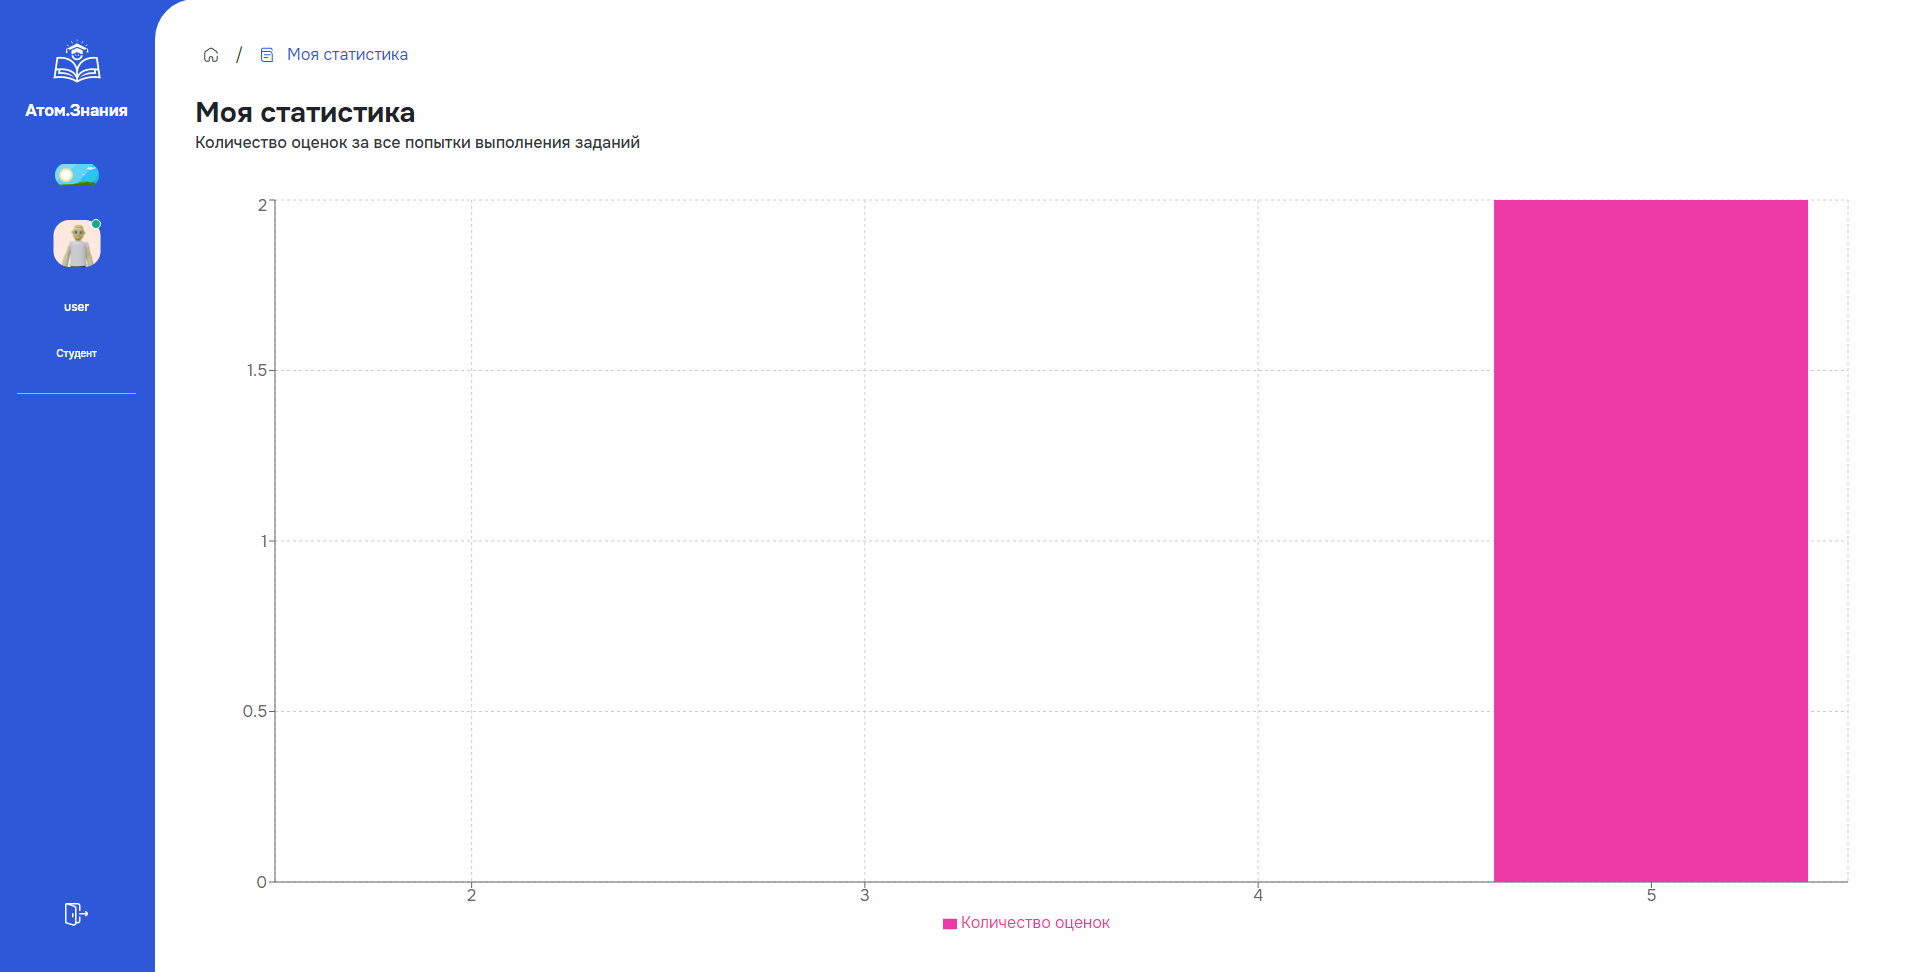 Атом.Знания
user
Студент
/ Моя статистика
Моя статистика
Количество оценок за все попытки выполнения заданий
2
1.5
1
0.5
0
2 3 4 5
Количество оценок